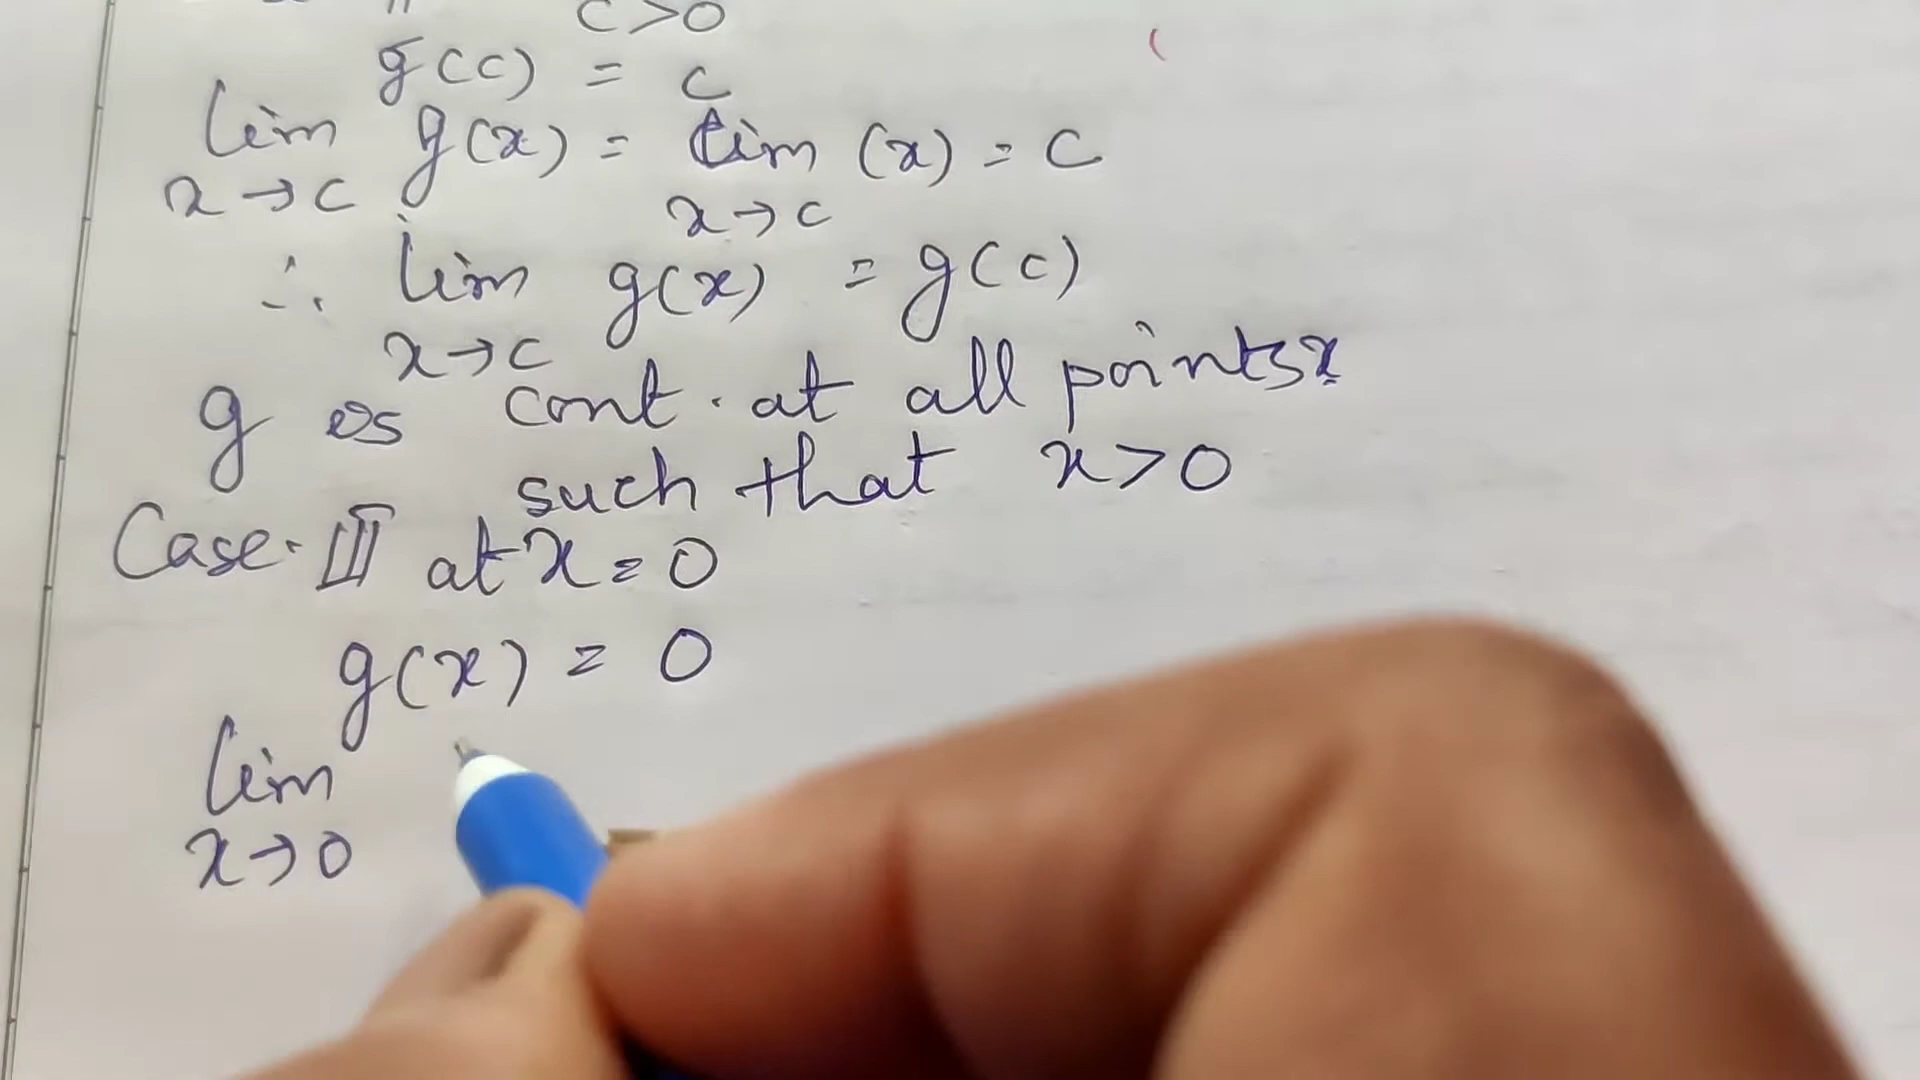 c>0
g(c) = c
lim g(x) = lim (x) = c
x→c x→c
∴ lim g(x) = g(c)
x→c
g is cont. at all points x
such that x>0
Case-III at x=0
g(x) = 0
lim
x→0